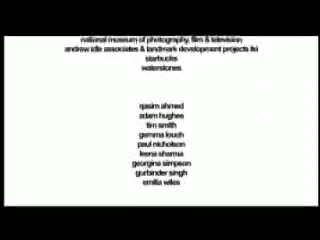 national museum of photography, film & television
andrew idle associates & landmark development projects ltd
starbucks
waterstones
qasim ahmed
adam hughes
tim smith
gemma louch
paul nicholson
leena sharma
georgina simpson
gurbinder singh
emilia wiles